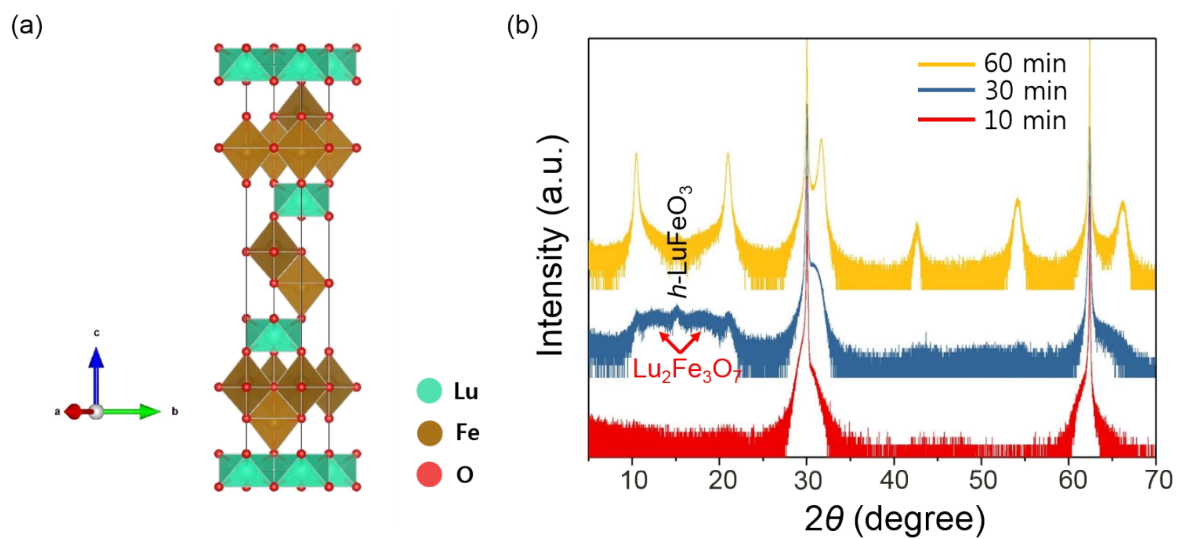 (a)
c
a
b
Lu
Fe
O
(b)
Intensity (a.u.)
60 min
30 min
10 min
h-LuFeO₃
Lu₂Fe₃O₇
10 20 30 40 50 60 70
2θ (degree)